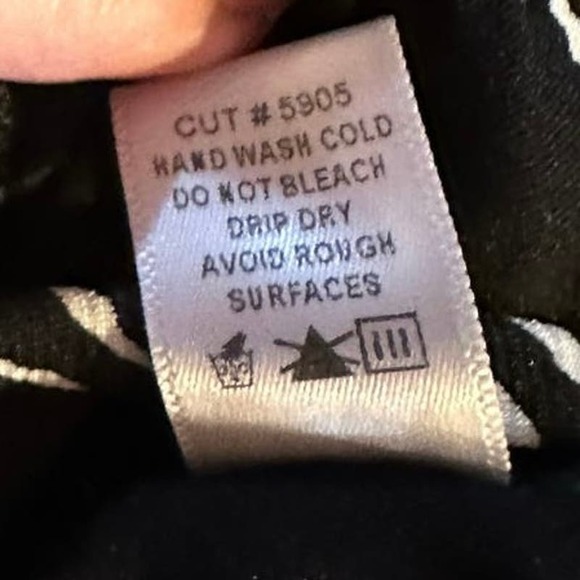 CUT # 5905
HAND WASH COLD
DO NOT BLEACH
DRIP DRY
AVOID ROUGH
SURFACES